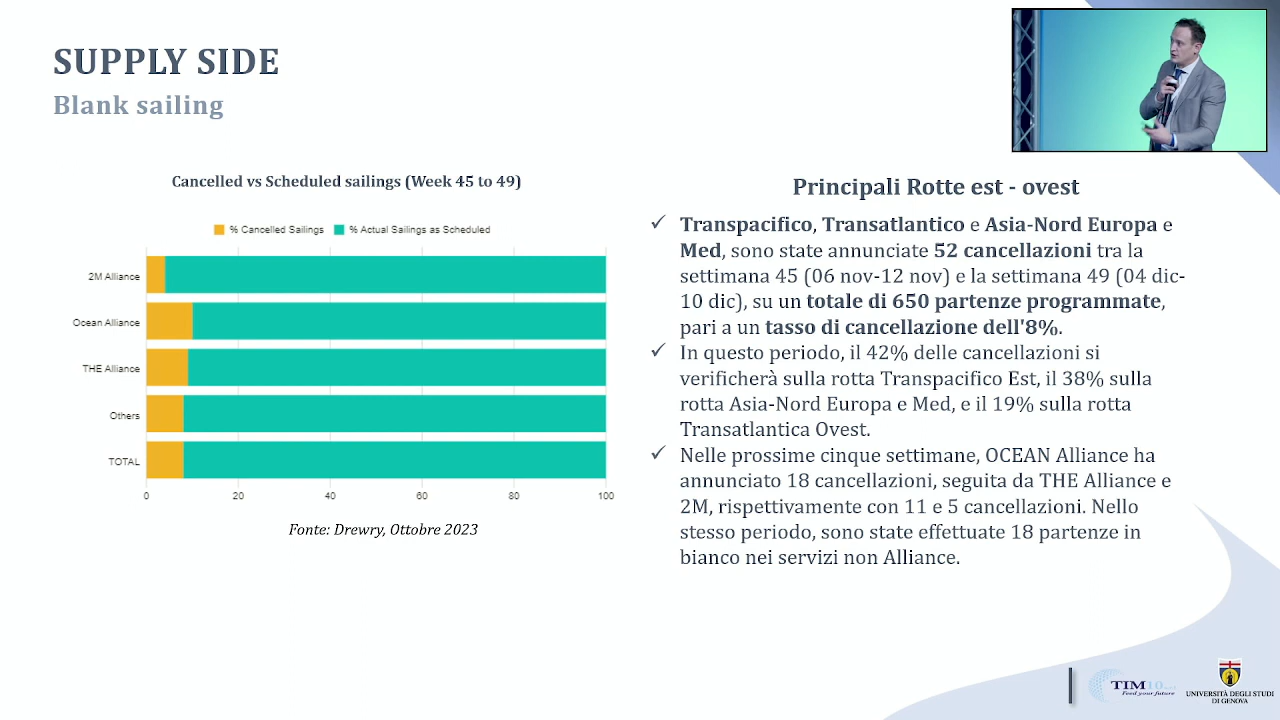 SUPPLY SIDE
Blank sailing
Cancelled vs Scheduled sailings (Week 45 to 49)
% Cancelled Sailings
% Actual Sailings as Scheduled
2M Alliance
Ocean Alliance
THE Alliance
Others
TOTAL
0 20 40 60 80 100
Fonte: Drewry, Ottobre 2023
Principali Rotte est - ovest
✓ Transpacifico, Transatlantico e Asia-Nord Europa e
Med, sono state annunciate 52 cancellazioni tra la
settimana 45 (06 nov-12 nov) e la settimana 49 (04 dic-
10 dic), su un totale di 650 partenze programmate,
pari a un tasso di cancellazione dell'8%.
✓ In questo periodo, il 42% delle cancellazioni si
verificherà sulla rotta Transpacifico Est, il 38% sulla
rotta Asia-Nord Europa e Med, e il 19% sulla rotta
Transatlantica Ovest.
✓ Nelle prossime cinque settimane, OCEAN Alliance ha
annunciato 18 cancellazioni, seguita da THE Alliance e
2M, rispettivamente con 11 e 5 cancellazioni. Nello
stesso periodo, sono state effettuate 18 partenze in
bianco nei servizi non Alliance.
TIM10
Feed your future
UNIVERSITÀ DEGLI STUDI
DI GENOVA